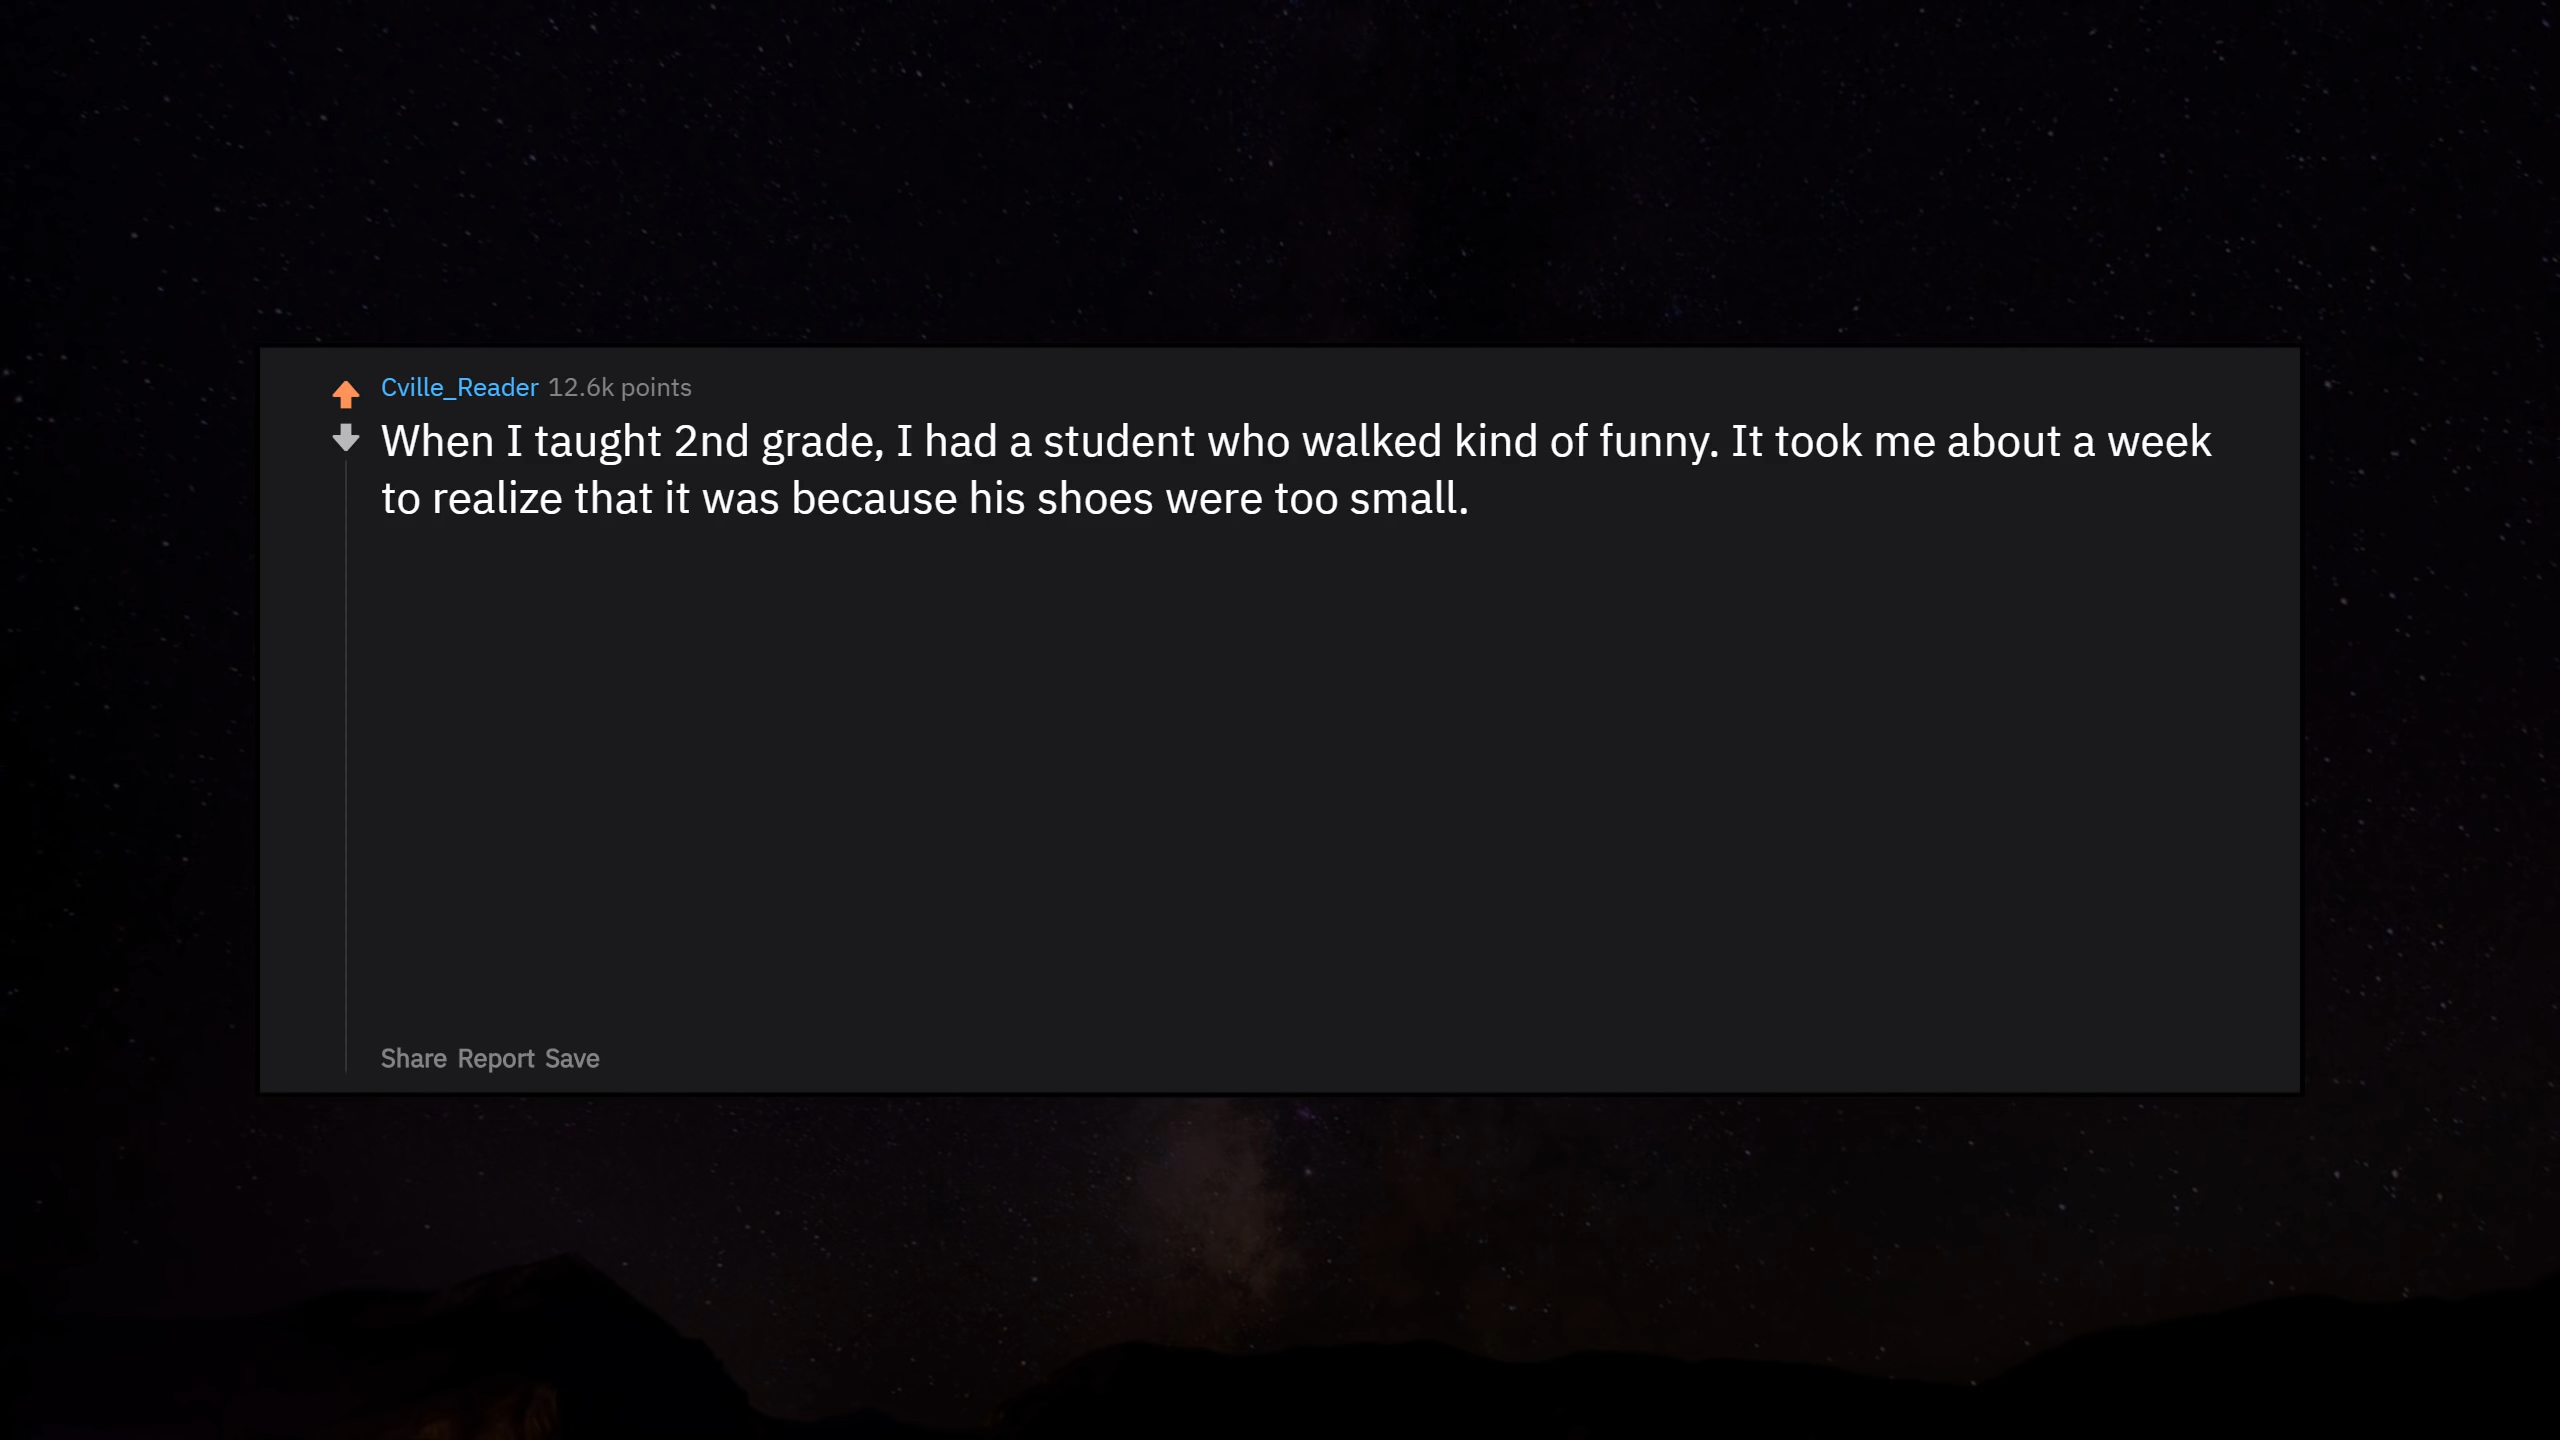 Cville_Reader 12.6k points
When I taught 2nd grade, I had a student who walked kind of funny. It took me about a week
to realize that it was because his shoes were too small.
Share Report Save